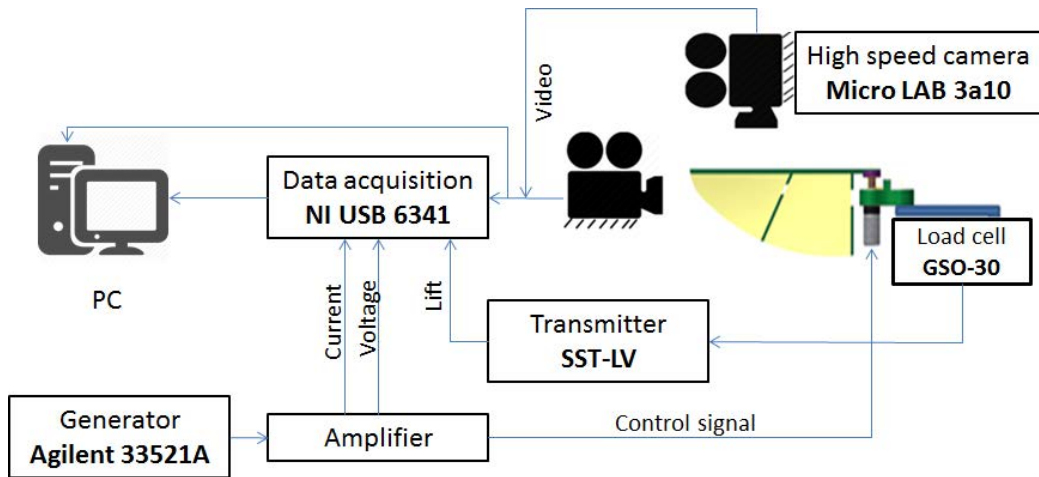 High speed camera
Micro LAB 3a10
Video
Data acquisition
NI USB 6341
Load cell
GSO-30
PC
Current
Voltage
Lift
Transmitter
SST-LV
Generator
Agilent 33521A
Amplifier
Control signal